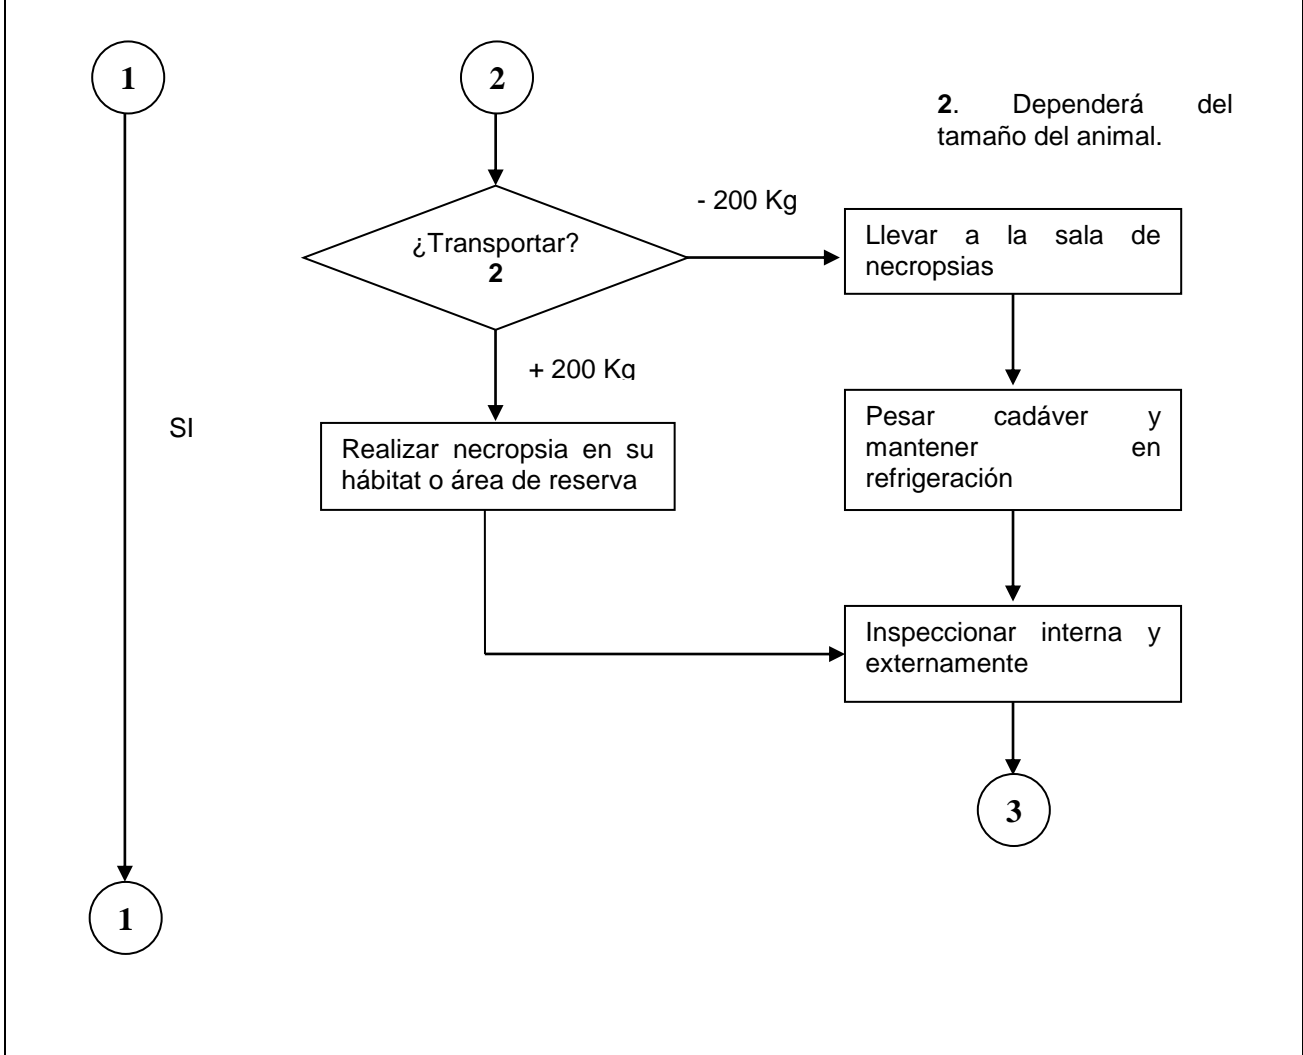 1
2
2. Dependerá del
tamaño del animal.
- 200 Kg
¿Transportar?
2
Llevar a la sala de
necropsias
+ 200 Kg
SI
Realizar necropsia en su
hábitat o área de reserva
Pesar cadáver y
mantener en
refrigeración
Inspeccionar interna y
externamente
3
1